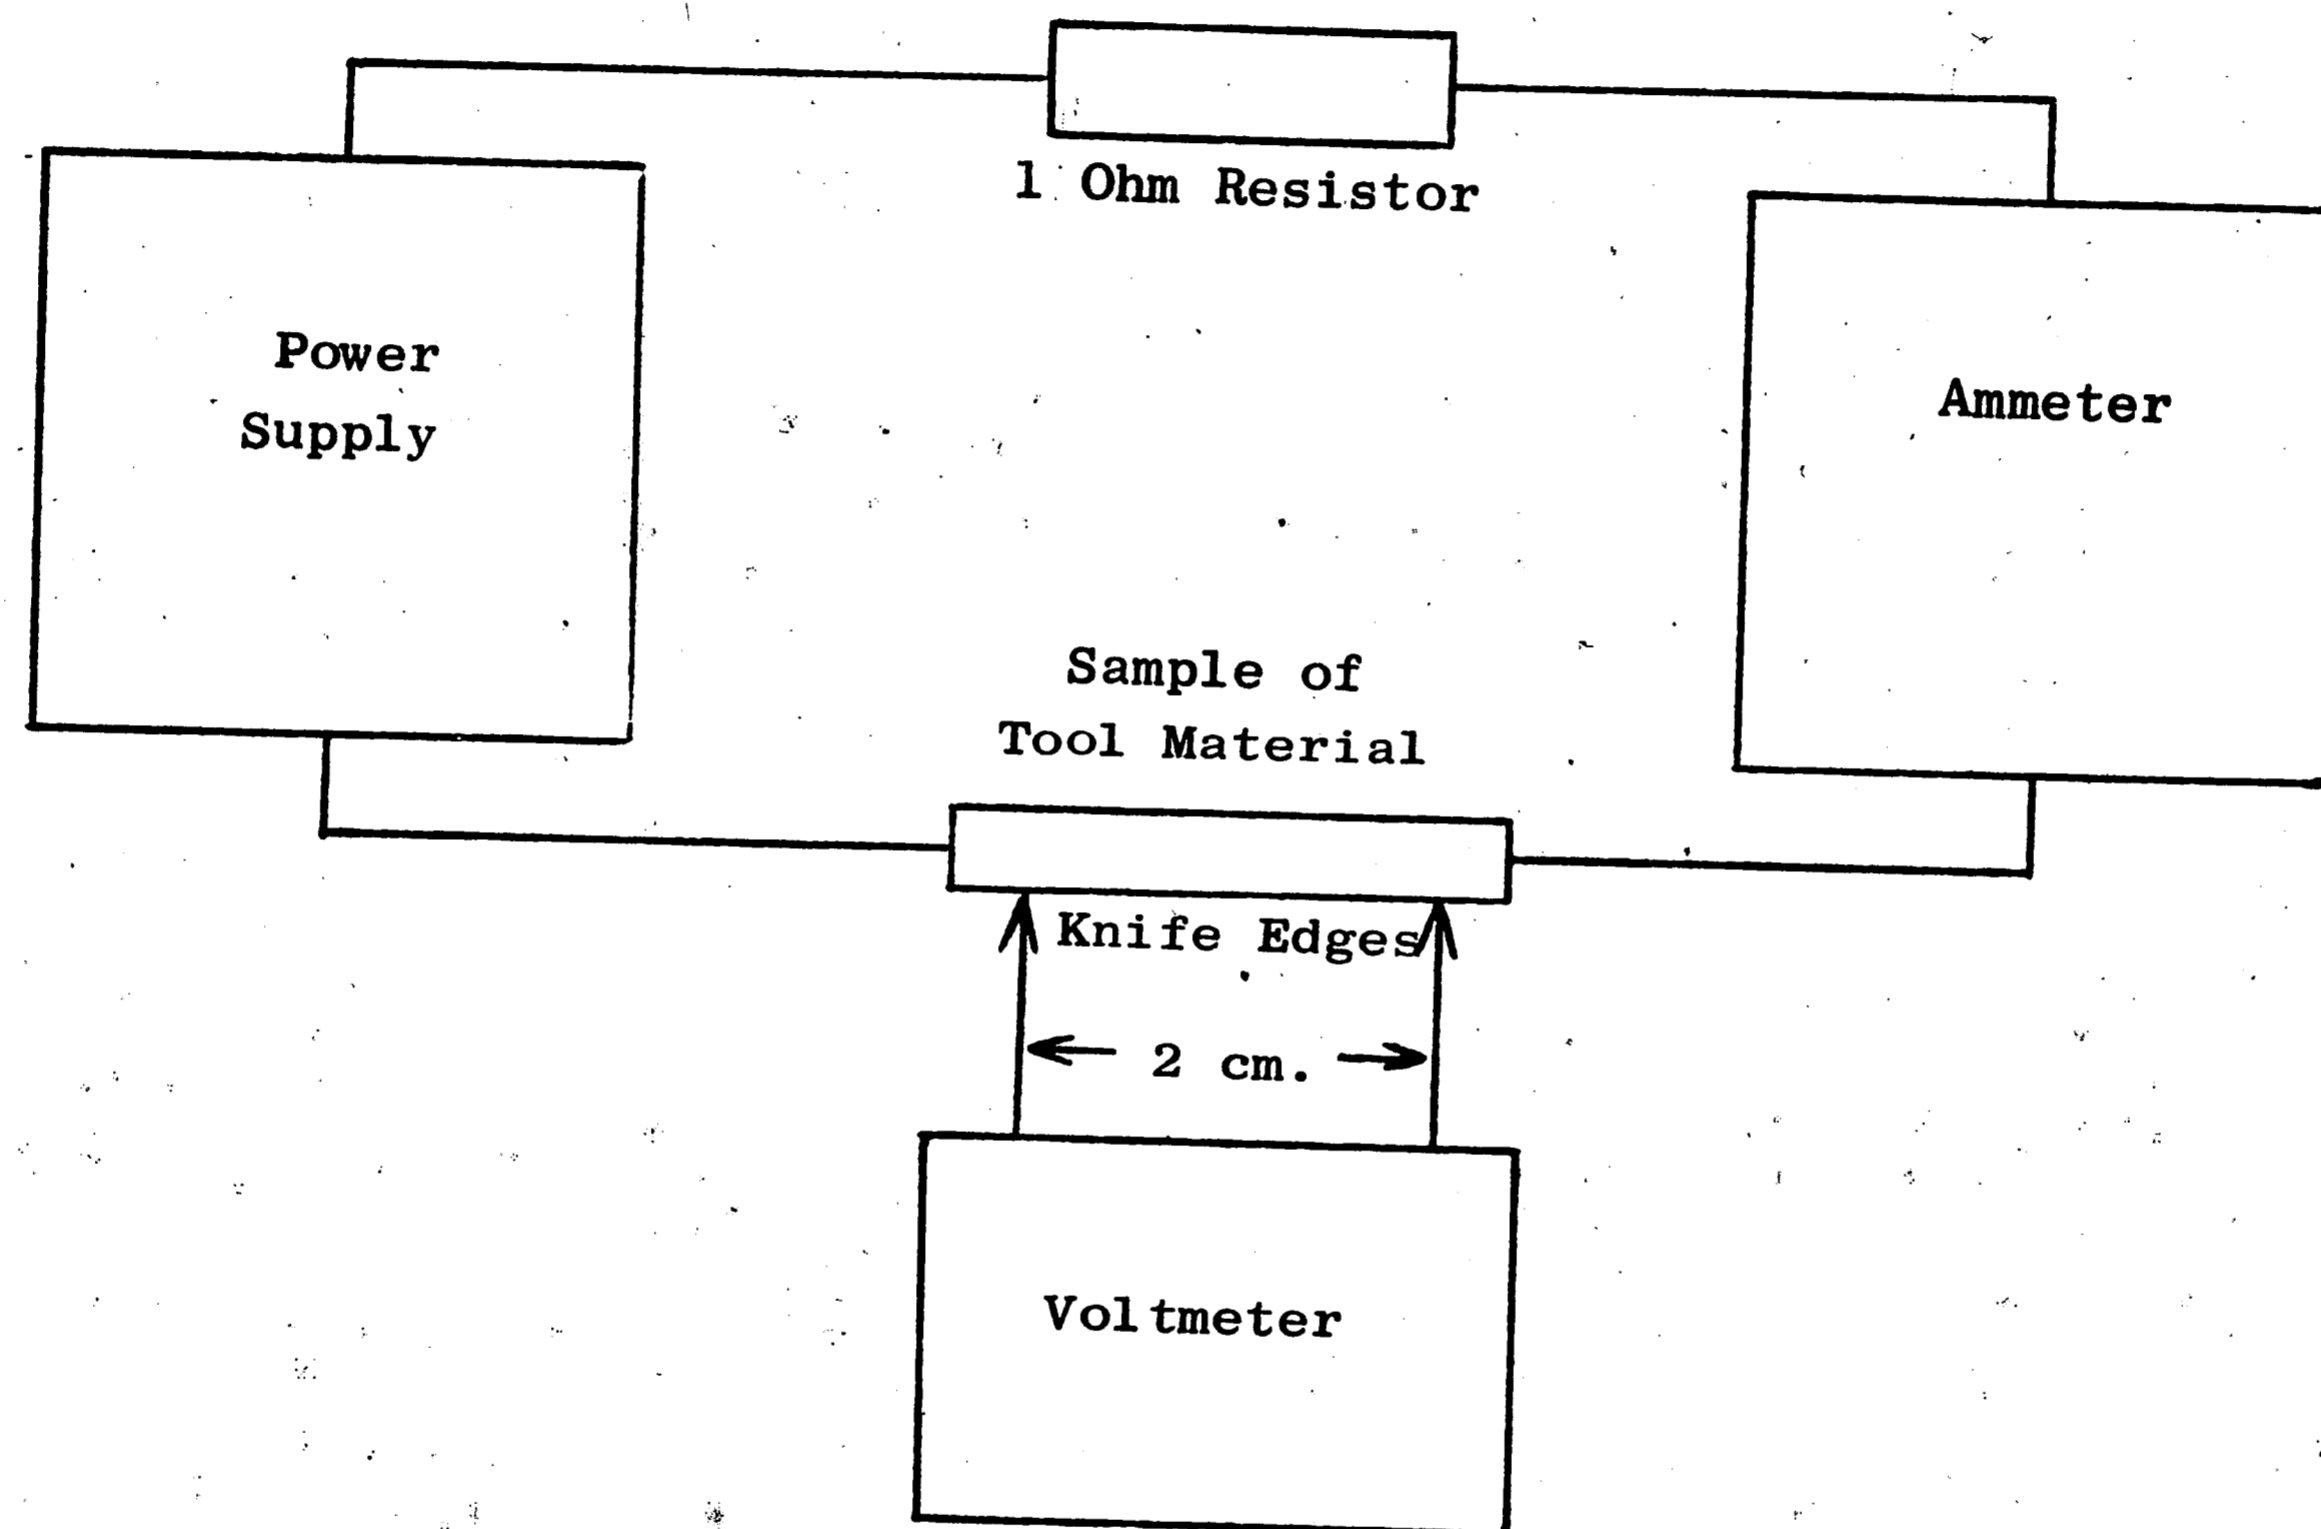 1 Ohm Resistor
Power
Supply
Ammeter
Sample of
Tool Material
Knife Edges
2 cm.
Voltmeter